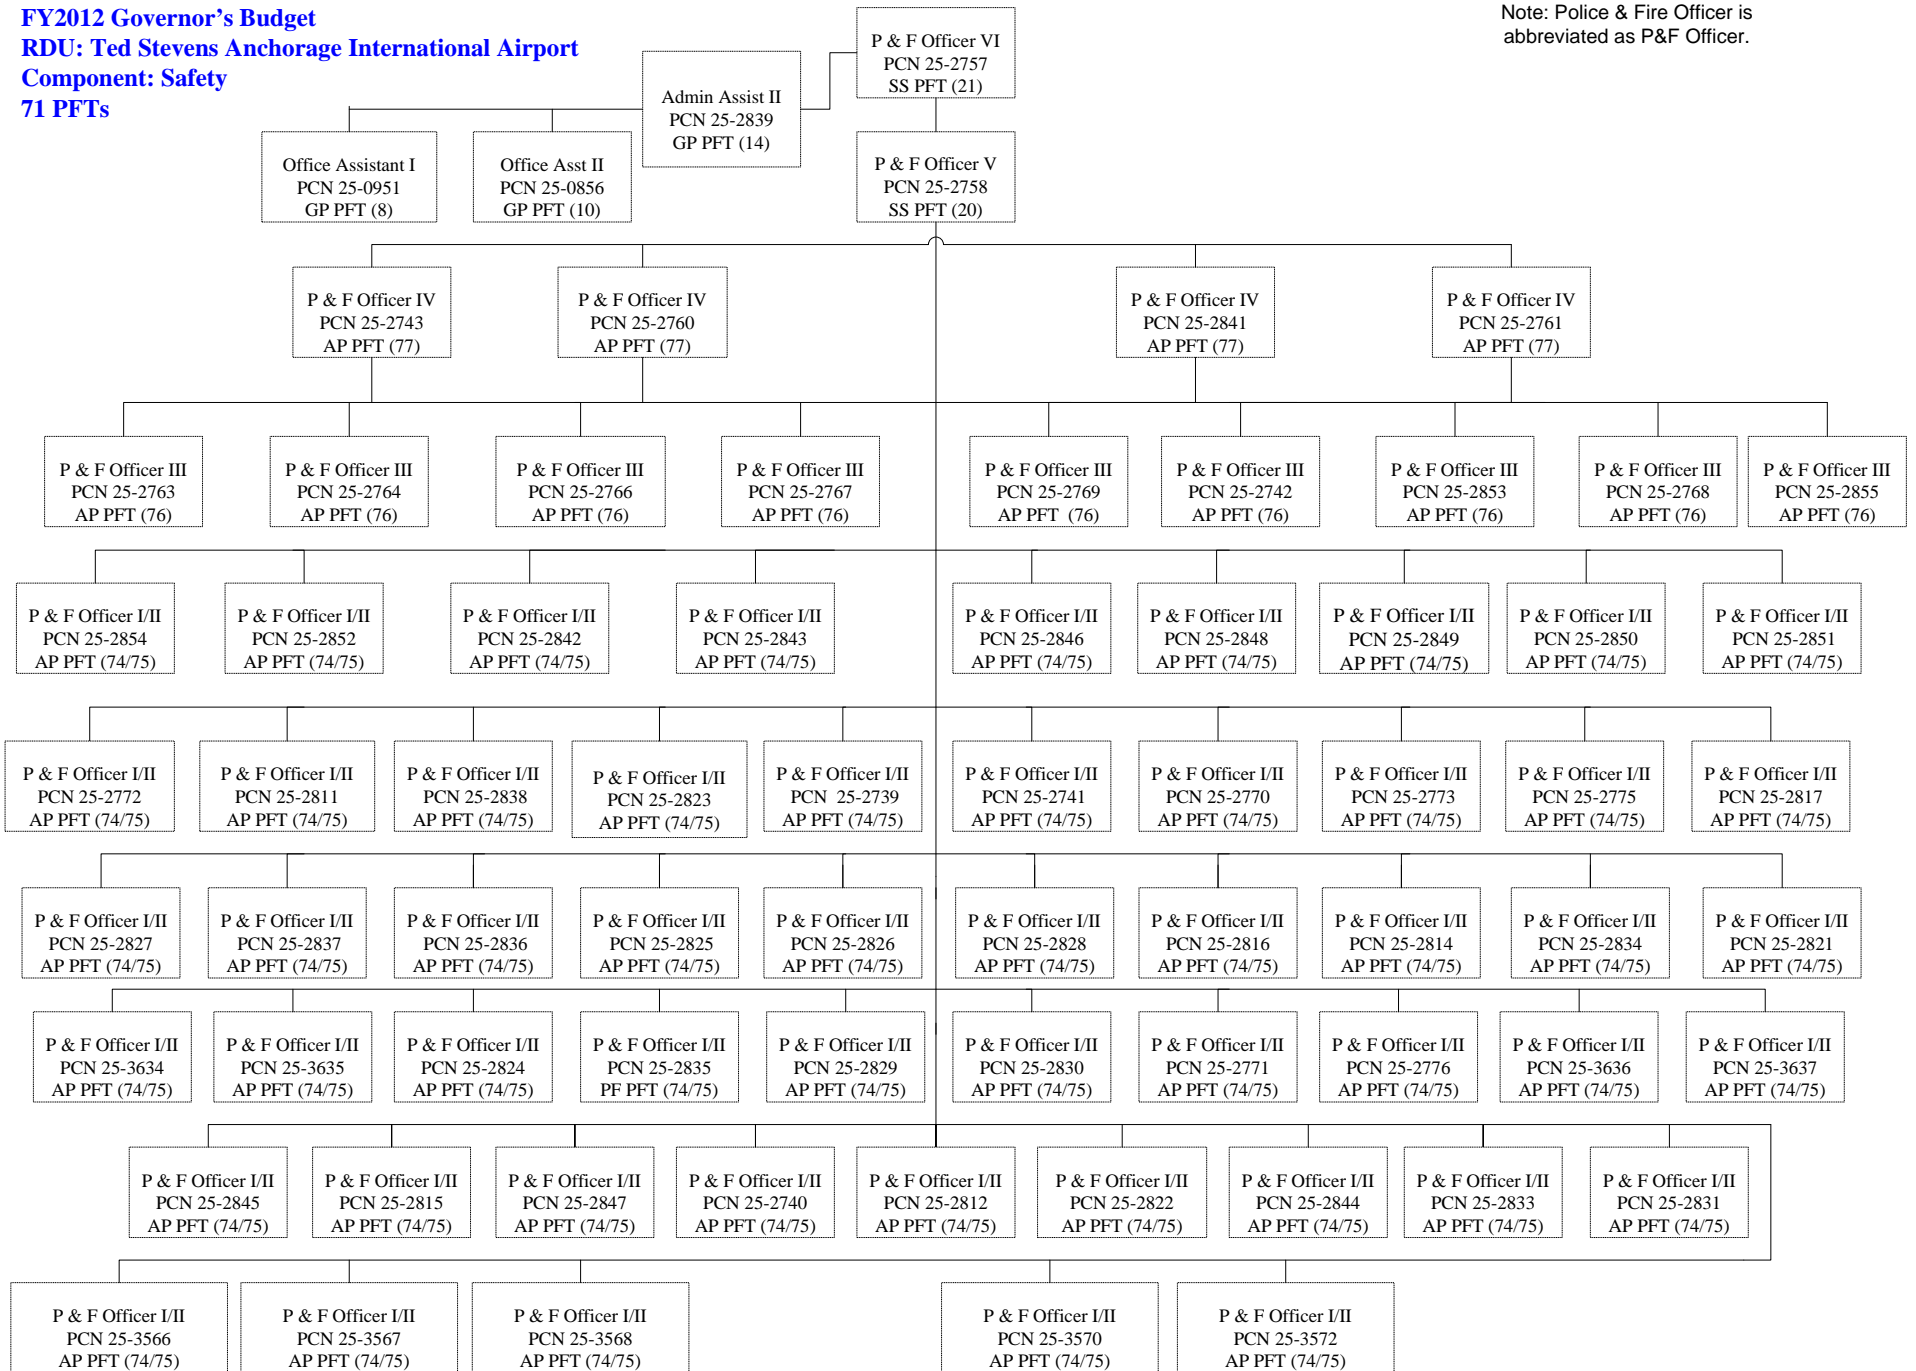 FY2012 Governor's Budget
RDU: Ted Stevens Anchorage International Airport
Component: Safety
71 PFTs
Note: Police & Fire Officer is
abbreviated as P&F Officer.
P & F Officer VI
PCN 25-2757
SS PFT (21)
Admin Assist II
PCN 25-2839
GP PFT (14)
Office Assistant I
PCN 25-0951
GP PFT (8)
Office Asst II
PCN 25-0856
GP PFT (10)
P & F Officer V
PCN 25-2758
SS PFT (20)
P & F Officer IV
PCN 25-2743
AP PFT (77)
P & F Officer IV
PCN 25-2760
AP PFT (77)
P & F Officer IV
PCN 25-2841
AP PFT (77)
P & F Officer IV
PCN 25-2761
AP PFT (77)
P & F Officer III
PCN 25-2763
AP PFT (76)
P & F Officer III
PCN 25-2764
AP PFT (76)
P & F Officer III
PCN 25-2766
AP PFT (76)
P & F Officer III
PCN 25-2767
AP PFT (76)
P & F Officer III
PCN 25-2769
AP PFT (76)
P & F Officer III
PCN 25-2742
AP PFT (76)
P & F Officer III
PCN 25-2853
AP PFT (76)
P & F Officer III
PCN 25-2768
AP PFT (76)
P & F Officer III
PCN 25-2855
AP PFT (76)
P & F Officer I/II
PCN 25-2854
AP PFT (74/75)
P & F Officer I/II
PCN 25-2852
AP PFT (74/75)
P & F Officer I/II
PCN 25-2842
AP PFT (74/75)
P & F Officer I/II
PCN 25-2843
AP PFT (74/75)
P & F Officer I/II
PCN 25-2846
AP PFT (74/75)
P & F Officer I/II
PCN 25-2848
AP PFT (74/75)
P & F Officer I/II
PCN 25-2849
AP PFT (74/75)
P & F Officer I/II
PCN 25-2850
AP PFT (74/75)
P & F Officer I/II
PCN 25-2851
AP PFT (74/75)
P & F Officer I/II
PCN 25-2772
AP PFT (74/75)
P & F Officer I/II
PCN 25-2811
AP PFT (74/75)
P & F Officer I/II
PCN 25-2838
AP PFT (74/75)
P & F Officer I/II
PCN 25-2823
AP PFT (74/75)
P & F Officer I/II
PCN 25-2739
AP PFT (74/75)
P & F Officer I/II
PCN 25-2741
AP PFT (74/75)
P & F Officer I/II
PCN 25-2770
AP PFT (74/75)
P & F Officer I/II
PCN 25-2773
AP PFT (74/75)
P & F Officer I/II
PCN 25-2775
AP PFT (74/75)
P & F Officer I/II
PCN 25-2817
AP PFT (74/75)
P & F Officer I/II
PCN 25-2827
AP PFT (74/75)
P & F Officer I/II
PCN 25-2837
AP PFT (74/75)
P & F Officer I/II
PCN 25-2836
AP PFT (74/75)
P & F Officer I/II
PCN 25-2825
AP PFT (74/75)
P & F Officer I/II
PCN 25-2826
AP PFT (74/75)
P & F Officer I/II
PCN 25-2828
AP PFT (74/75)
P & F Officer I/II
PCN 25-2816
AP PFT (74/75)
P & F Officer I/II
PCN 25-2814
AP PFT (74/75)
P & F Officer I/II
PCN 25-2834
AP PFT (74/75)
P & F Officer I/II
PCN 25-2821
AP PFT (74/75)
P & F Officer I/II
PCN 25-3634
AP PFT (74/75)
P & F Officer I/II
PCN 25-3635
AP PFT (74/75)
P & F Officer I/II
PCN 25-2824
AP PFT (74/75)
P & F Officer I/II
PCN 25-2835
PF PFT (74/75)
P & F Officer I/II
PCN 25-2829
AP PFT (74/75)
P & F Officer I/II
PCN 25-2830
AP PFT (74/75)
P & F Officer I/II
PCN 25-2771
AP PFT (74/75)
P & F Officer I/II
PCN 25-2776
AP PFT (74/75)
P & F Officer I/II
PCN 25-3636
AP PFT (74/75)
P & F Officer I/II
PCN 25-3637
AP PFT (74/75)
P & F Officer I/II
PCN 25-2845
AP PFT (74/75)
P & F Officer I/II
PCN 25-2815
AP PFT (74/75)
P & F Officer I/II
PCN 25-2847
AP PFT (74/75)
P & F Officer I/II
PCN 25-2740
AP PFT (74/75)
P & F Officer I/II
PCN 25-2812
AP PFT (74/75)
P & F Officer I/II
PCN 25-2822
AP PFT (74/75)
P & F Officer I/II
PCN 25-2844
AP PFT (74/75)
P & F Officer I/II
PCN 25-2833
AP PFT (74/75)
P & F Officer I/II
PCN 25-2831
AP PFT (74/75)
P & F Officer I/II
PCN 25-3566
AP PFT (74/75)
P & F Officer I/II
PCN 25-3567
AP PFT (74/75)
P & F Officer I/II
PCN 25-3568
AP PFT (74/75)
P & F Officer I/II
PCN 25-3570
AP PFT (74/75)
P & F Officer I/II
PCN 25-3572
AP PFT (74/75)